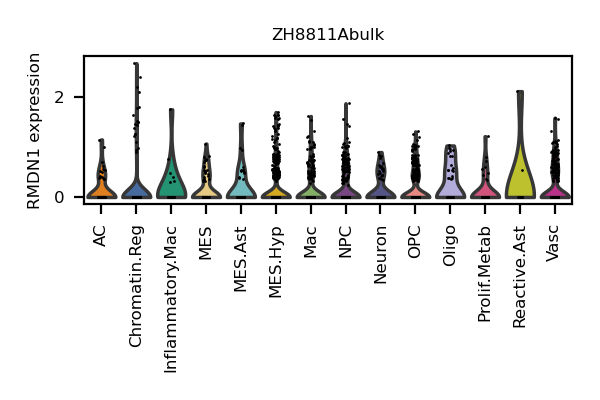 ZH8811Abulk
RMDN1 expression
2
0
AC
Chromatin.Reg
Inflammatory.Mac
MES
MES.Ast
MES.Hyp
Mac
NPC
Neuron
OPC
Oligo
Prolif.Metab
Reactive.Ast
Vasc